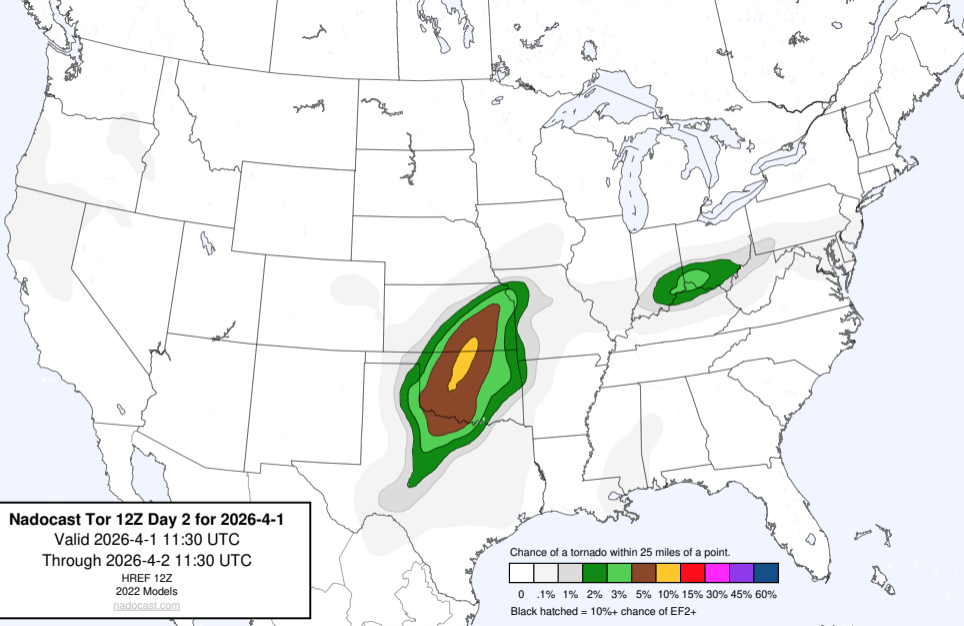 Nadocast Tor 12Z Day 2 for 2026-4-1
Valid 2026-4-1 11:30 UTC
Through 2026-4-2 11:30 UTC
HREF 12Z
2022 Models
nadocast.com
Chance of a tornado within 25 miles of a point.
0 .1% 1% 2% 3% 5% 10% 15% 30% 45% 60%
Black hatched = 10%+ chance of EF2+